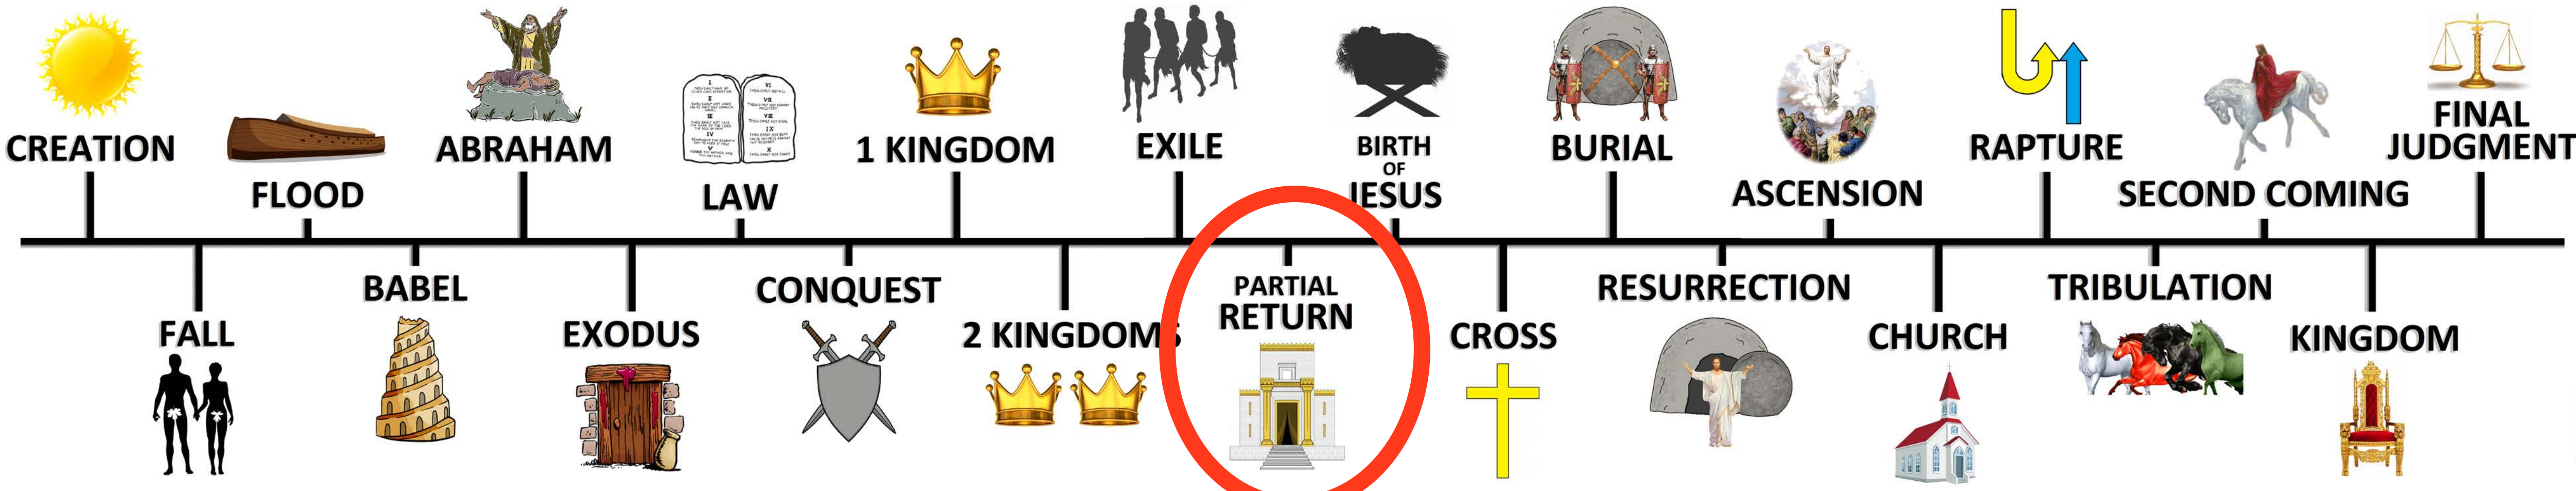 CREATION
FALL
FLOOD
BABEL
ABRAHAM
EXODUS
LAW
CONQUEST
1 KINGDOM
2 KINGDOMS
EXILE
PARTIAL
RETURN
BIRTH
OF
JESUS
CROSS
BURIAL
RESURRECTION
ASCENSION
CHURCH
RAPTURE
TRIBULATION
SECOND COMING
KINGDOM
FINAL
JUDGMENT